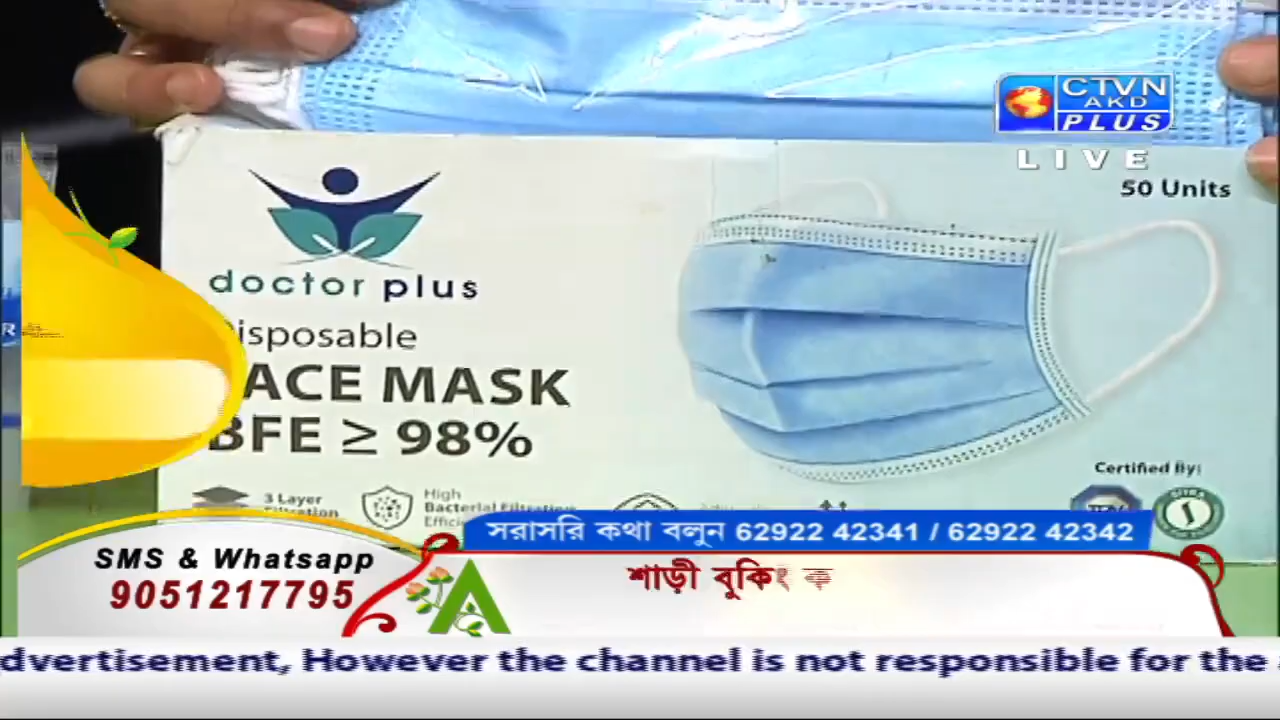 CTVN
AKD
PLUS
LIVE
50 Units
doctor plus
isposable
ACE MASK
BFE ≥ 98%
3 Layer
Filtration
High
Bacterial Filtration
Certified By:
সরাসরি কথা বলুন 62922 42341 / 62922 42342
SMS & Whatsapp
9051217795
শাড়ী বুকিং ক
A
dvertisement, However the channel is not responsible for the